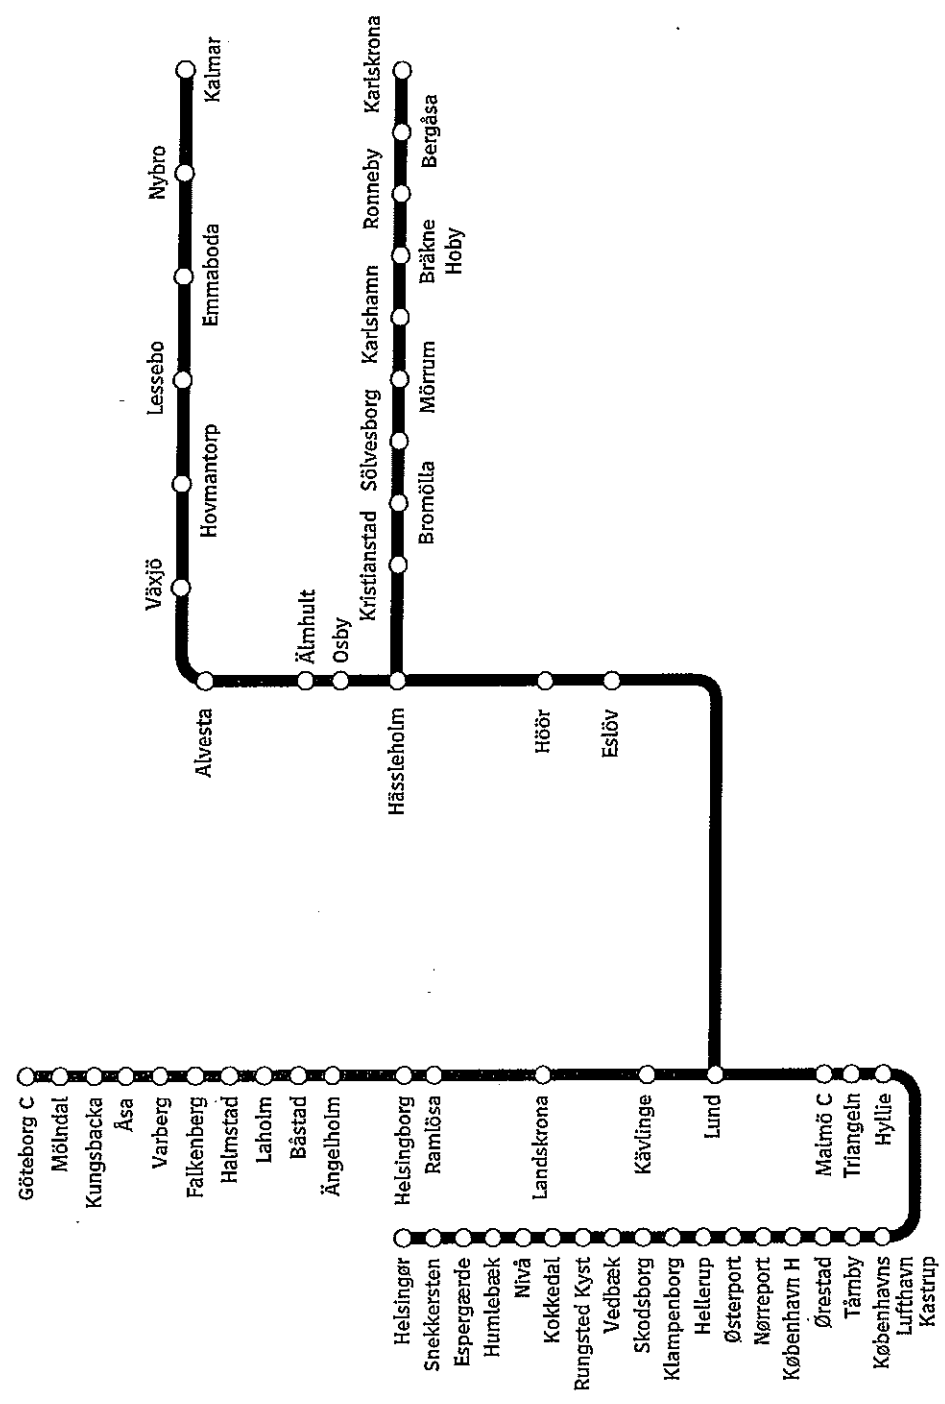 Kalmar
Nybro
Emmaboda
Lessebo
Hovmantorp
Växjö
Alvesta
Älmhult
Osby
Hässleholm
Karlskrona
Bergåsa
Ronneby
Bräkne
Hoby
Karlshamn
Mörrum
Sölvesborg
Bromölla
Kristianstad
Höör
Eslöv
Göteborg C
Mölndal
Kungsbacka
Åsa
Varberg
Falkenberg
Halmstad
Laholm
Båstad
Ängelholm
Helsingborg
Ramlösa
Landskrona
Kävlinge
Lund
Malmö C
Triangeln
Hyllie
Helsingør
Snekkersten
Espergærde
Humlebæk
Nivå
Kokkedal
Rungsted Kyst
Vedbæk
Skodsborg
Klampenborg
Hellerup
Østerport
Nørreport
København H
Ørestad
Tårnby
Københavns
Lufthavn
Kastrup